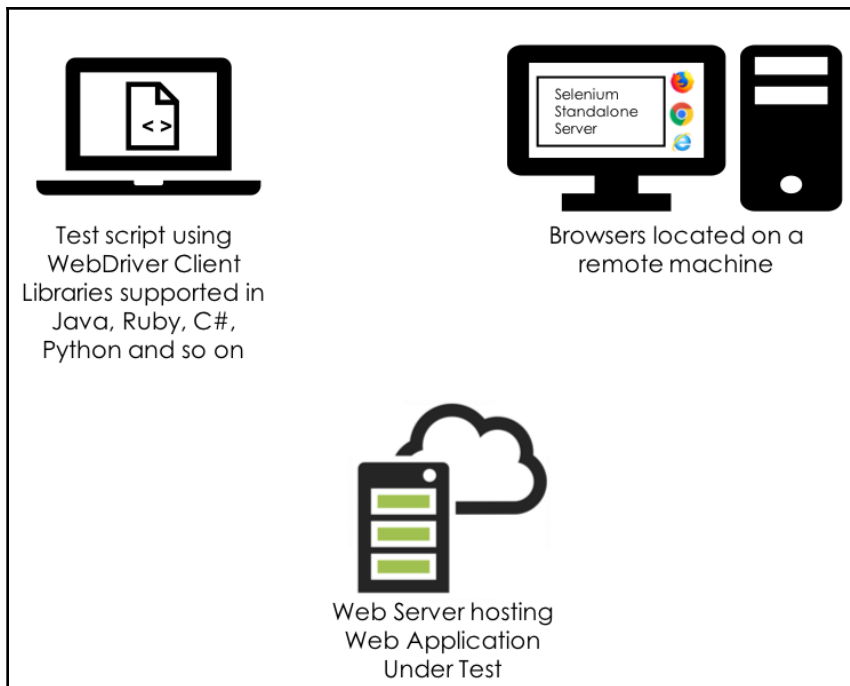 < >
Selenium
Standalone
Server
Test script using
WebDriver Client
Libraries supported in
Java, Ruby, C#,
Python and so on
Browsers located on a
remote machine
Web Server hosting
Web Application
Under Test